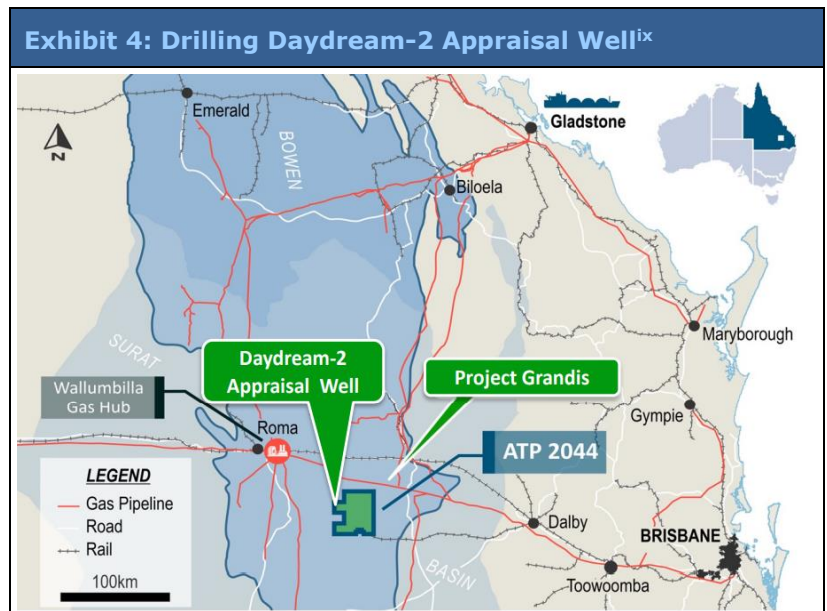 Exhibit 4: Drilling Daydream-2 Appraisal Wellix
Emerald
BOWEN
Gladstone
N
Biloela
SURAT
Maryborough
Daydream-2
Appraisal Well
Project Grandis
Wallumbilla
Gas Hub
Roma
Gympie
ATP 2044
LEGEND
Gas Pipeline
Road
Rail
100km
Dalby
BRISBANE
BASIN
Toowoomba